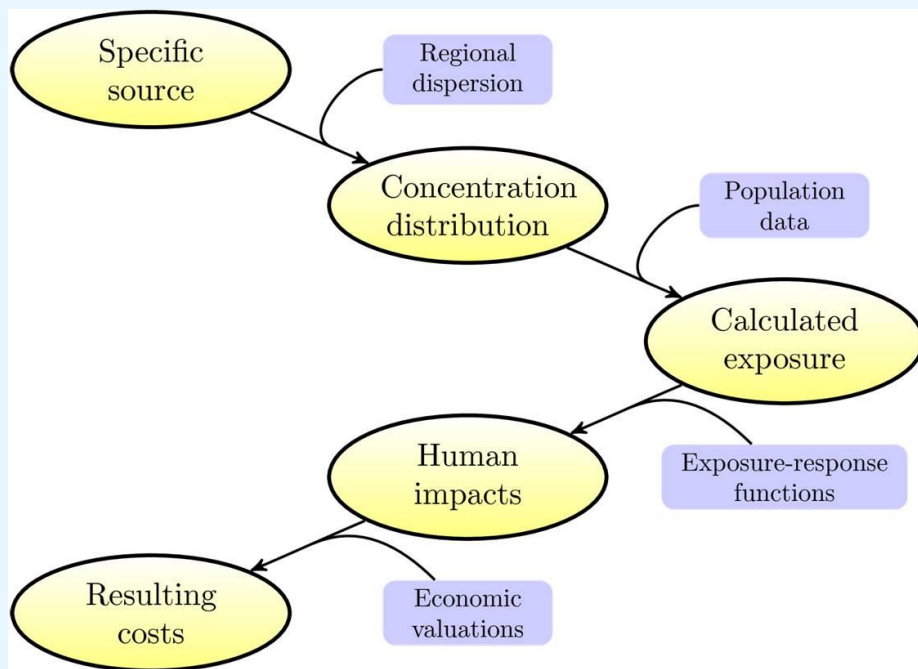 Specific
source
Regional
dispersion
Concentration
distribution
Population
data
Calculated
exposure
Exposure-response
functions
Human
impacts
Economic
valuations
Resulting
costs